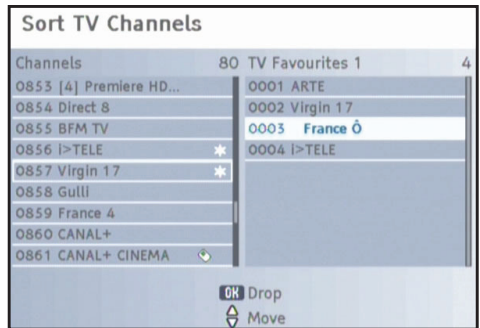 Sort TV Channels
Channels 80
0853 [4] Premiere HD...
0854 Direct 8
0855 BFM TV
0856 i>TELE
0857 Virgin 17
0858 Gulli
0859 France 4
0860 CANAL+
0861 CANAL+ CINEMA
TV Favourites 1 4
0001 ARTE
0002 Virgin 17
0003 France Ô
0004 i>TELE
OK Drop
Move